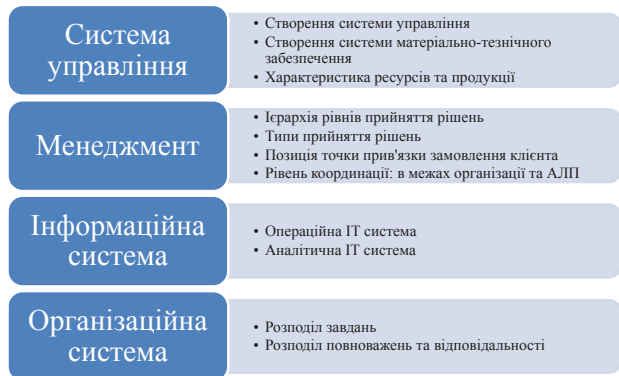 Система
управління
• Створення системи управління
• Створення системи матеріально-технічного
забезпечення
• Характеристика ресурсів та продукції
Менеджмент
• Ієрархія рівнів прийняття рішень
• Типи прийняття рішень
• Позиція точки прив'язки замовлення клієнта
• Рівень координації: в межах організації та АЛП
Інформаційна
система
• Операційна ІТ система
• Аналітична ІТ система
Організаційна
система
• Розподіл завдань
• Розподіл повноважень та відповідальності